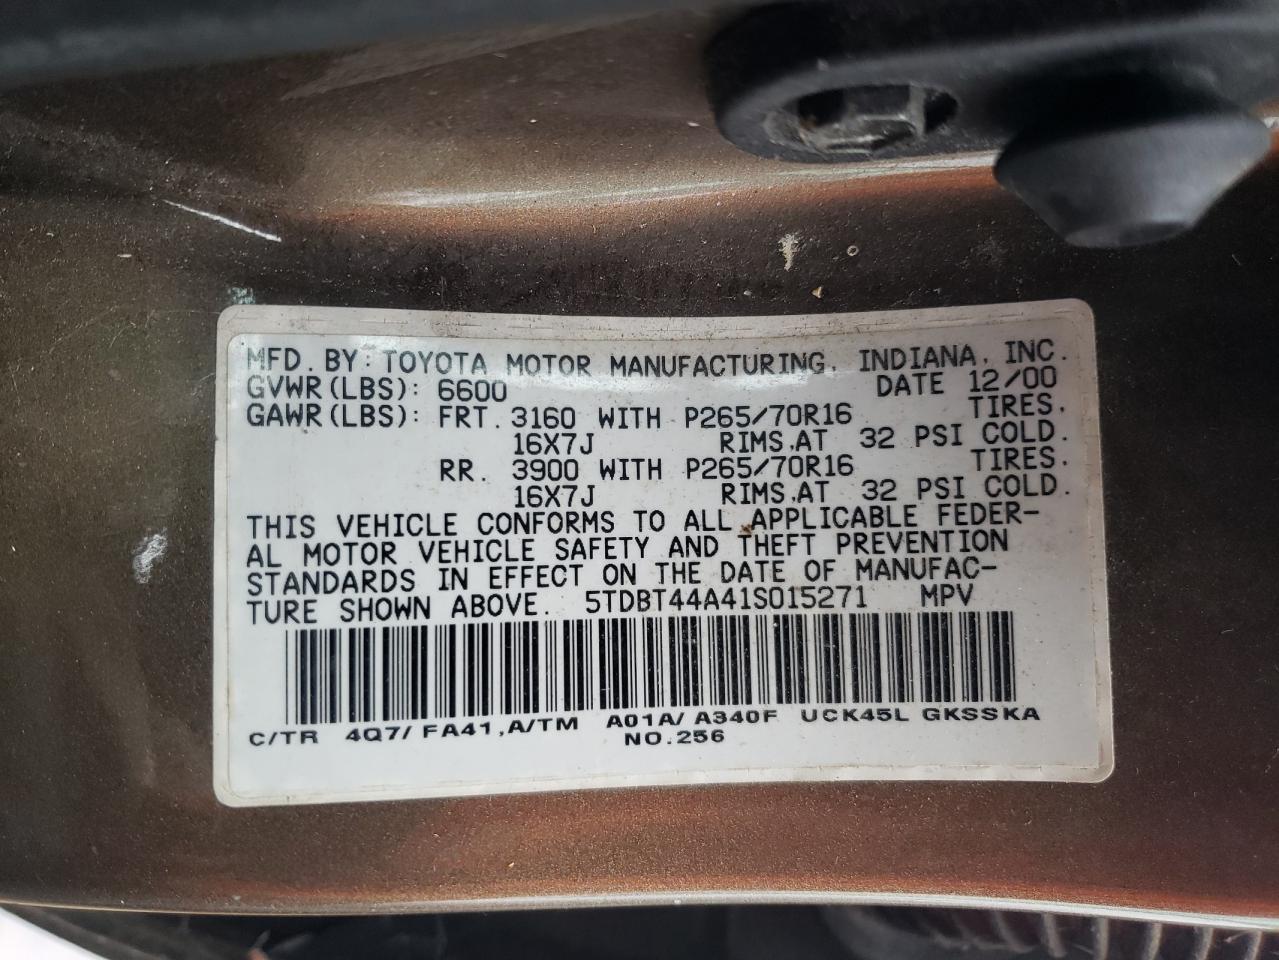 MFD. BY: TOYOTA MOTOR MANUFACTURING, INDIANA, INC.
GVWR(LBS): 6600 DATE 12/00
GAWR(LBS): FRT. 3160 WITH P265/70R16 TIRES.
16X7J RIMS.AT 32 PSI COLD.
RR. 3900 WITH P265/70R16 TIRES.
16X7J RIMS.AT 32 PSI COLD.
THIS VEHICLE CONFORMS TO ALL APPLICABLE FEDER-
AL MOTOR VEHICLE SAFETY AND THEFT PREVENTION
STANDARDS IN EFFECT ON THE DATE OF MANUFAC-
TURE SHOWN ABOVE. 5TDBT44A41S015271 MPV
C/TR 4Q7/ FA41,A/TM A01A/ A340F UCK45L GKSSKA
NO.256